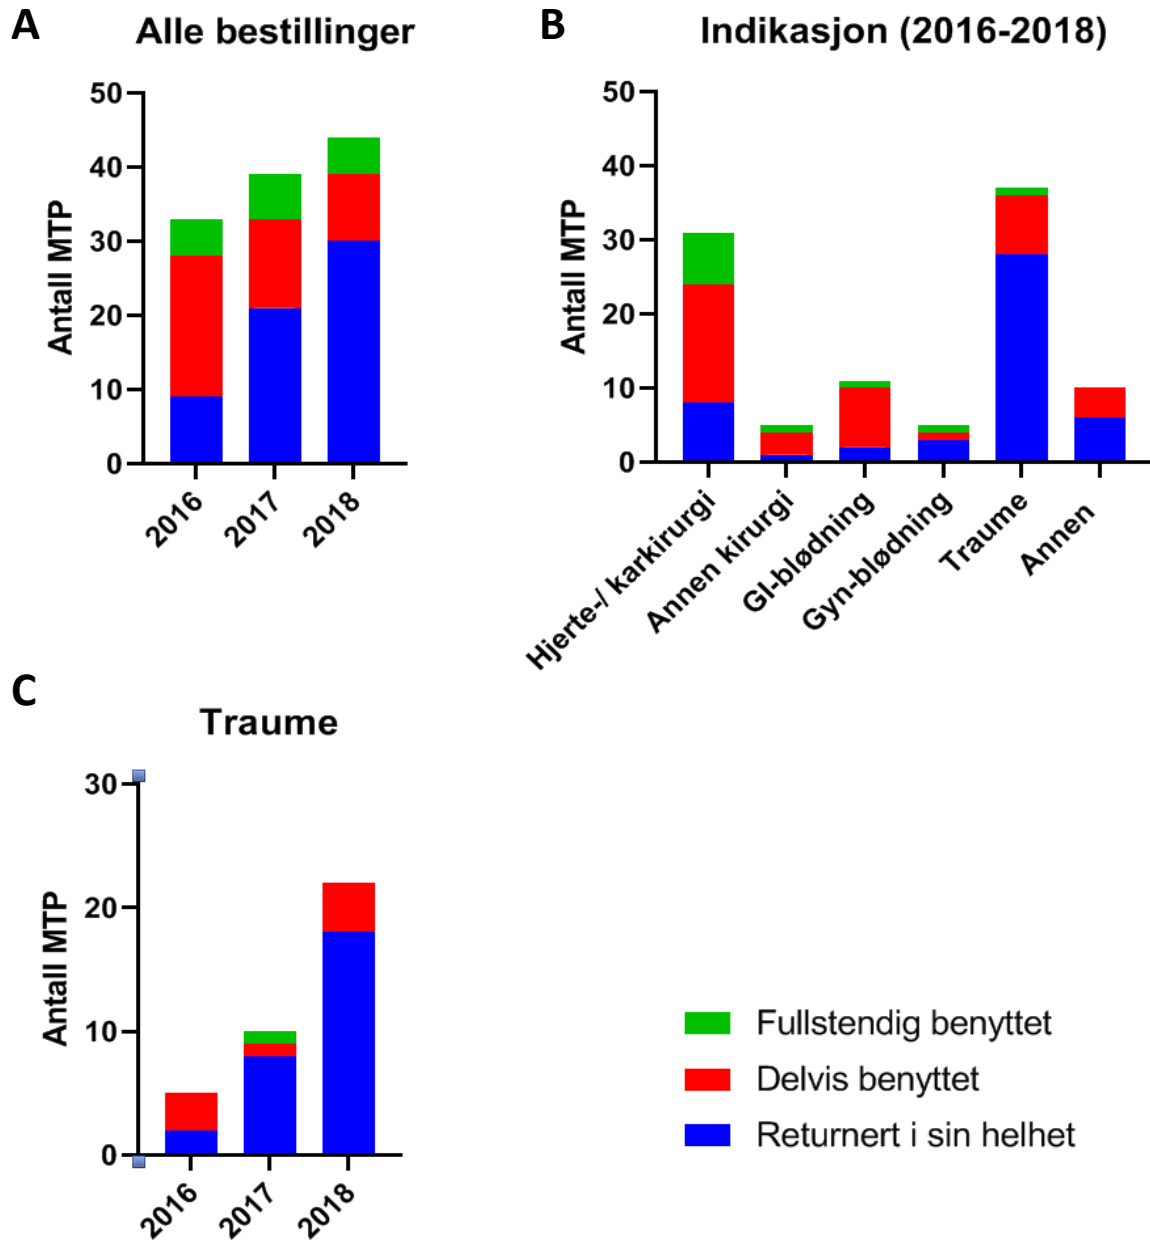 A
Alle bestillinger
50
40
30
20
10
0
Antall MTP
2016
2017
2018
B
Indikasjon (2016-2018)
50
40
30
20
10
0
Antall MTP
Hjerte-/ karkirurgi
Annen kirurgi
GI-blødning
Gyn-blødning
Traume
Annen
C
Traume
30
20
10
0
Antall MTP
2016
2017
2018
Fullstendig benyttet
Delvis benyttet
Returnert i sin helhet